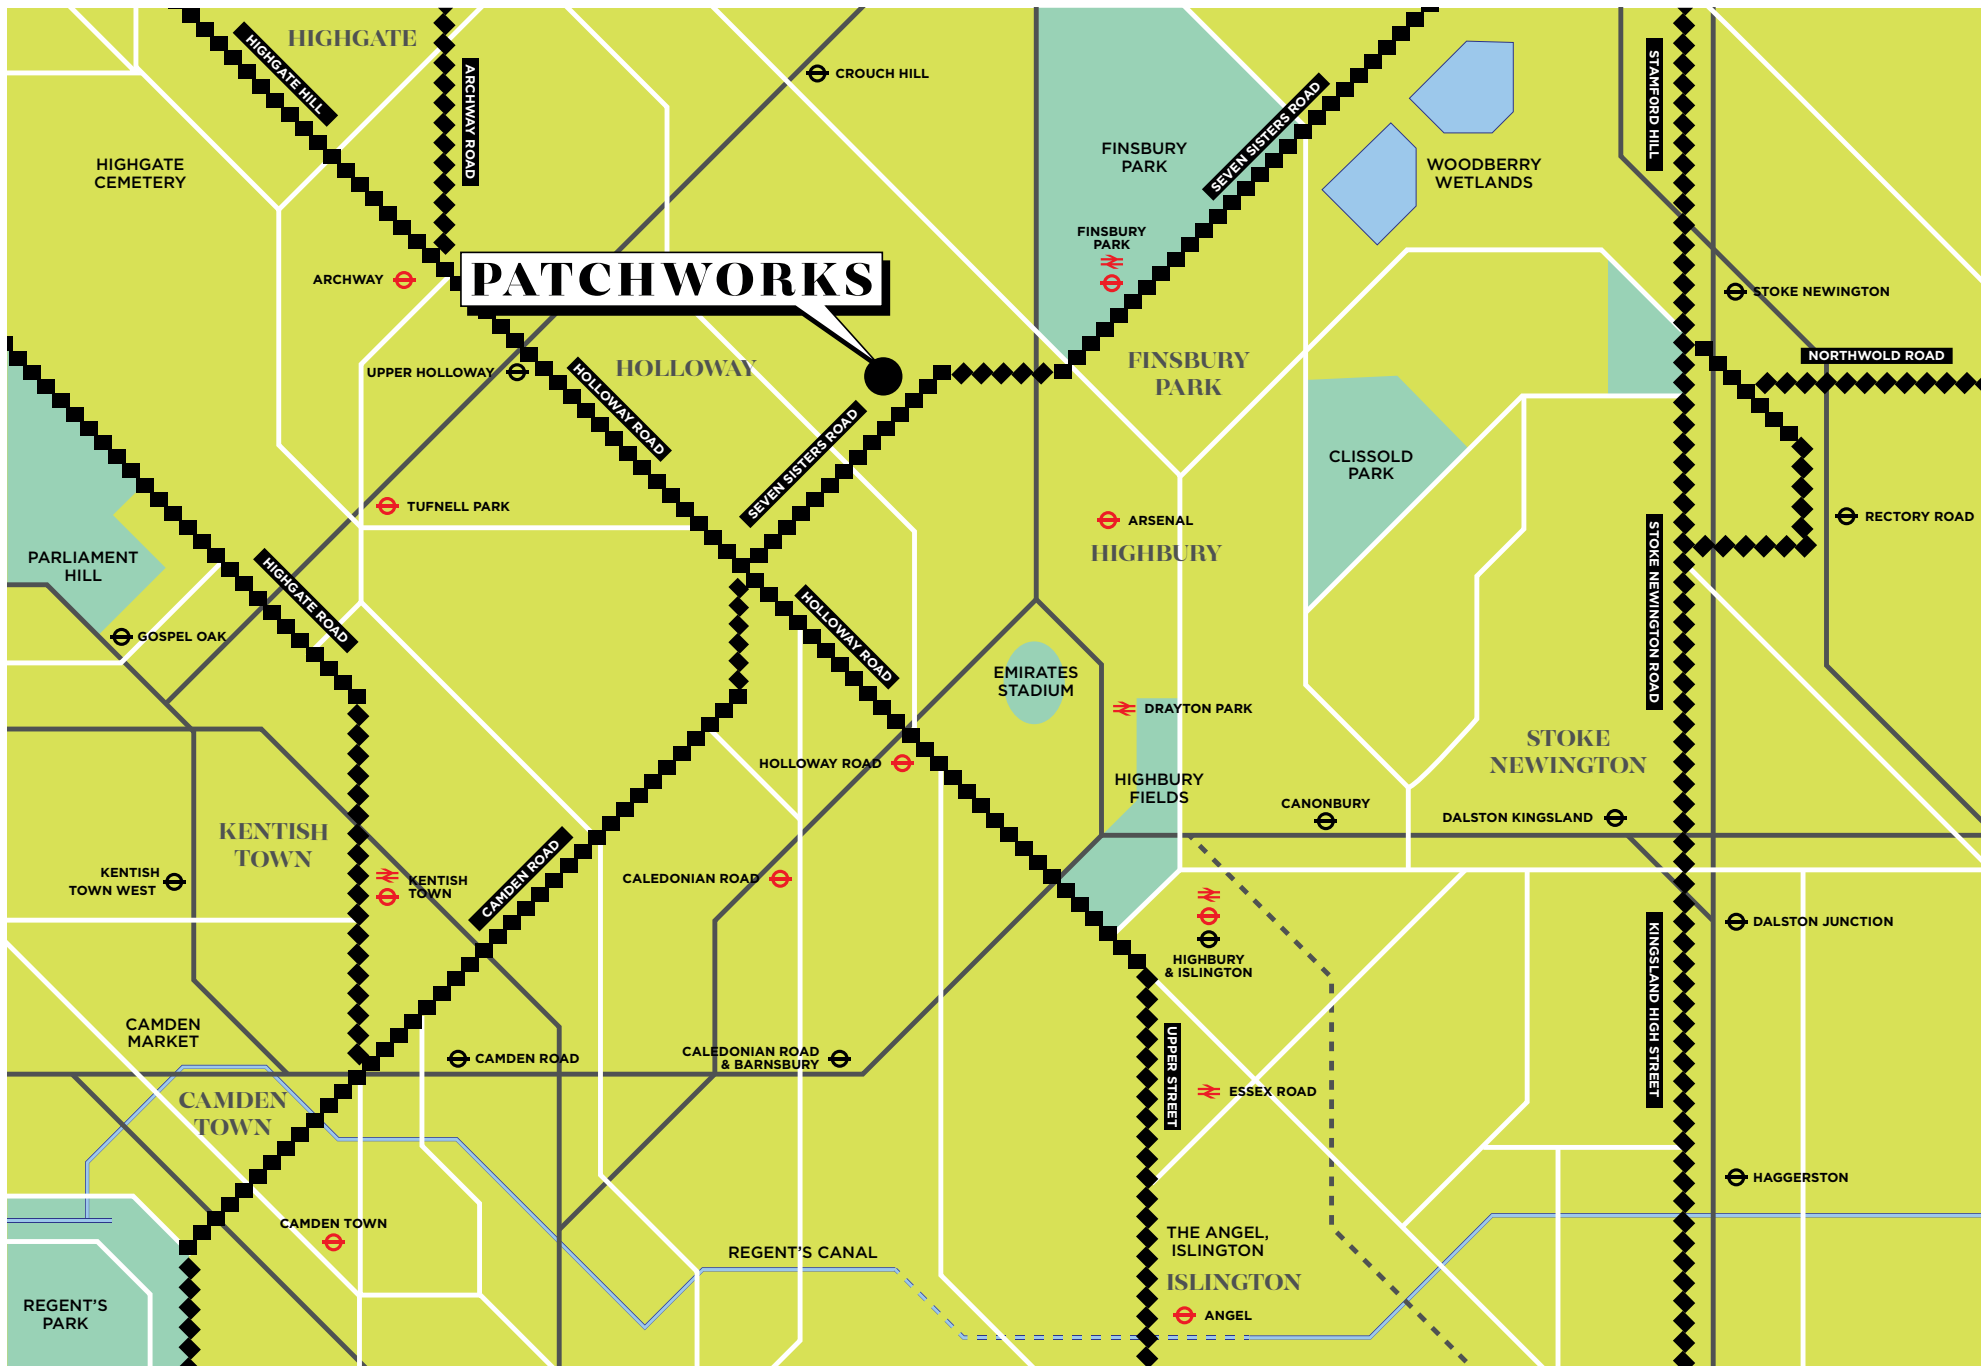 HIGHGATE
HIGHGATE HILL
ARCHWAY ROAD
CROUCH HILL
HIGHGATE
CEMETERY
FINSBURY
PARK
SEVEN SISTERS ROAD
WOODBERRY
WETLANDS
STAMFORD HILL
FINSBURY
PARK
ARCHWAY
PATCHWORKS
STOKE NEWINGTON
UPPER HOLLOWAY
HOLLOWAY ROAD
HOLLOWAY
FINSBURY
PARK
NORTHWOLD ROAD
SEVEN SISTERS ROAD
CLISSOLD
PARK
TUFNELL PARK
ARSENAL
HIGHBURY
RECTORY ROAD
PARLIAMENT
HILL
HIGHGATE ROAD
GOSPEL OAK
HOLLOWAY ROAD
STOKE NEWINGTON ROAD
EMIRATES
STADIUM
DRAYTON PARK
HOLLOWAY ROAD
STOKE
NEWINGTON
HIGHBURY
FIELDS
CANONBURY
DALSTON KINGSLAND
KENTISH
TOWN
KENTISH
TOWN WEST
KENTISH
TOWN
CAMDEN ROAD
CALEDONIAN ROAD
DALSTON JUNCTION
HIGHBURY
& ISLINGTON
KINGSLAND HIGH STREET
CAMDEN
MARKET
CAMDEN ROAD
CALEDONIAN ROAD
& BARNSBURY
UPPER STREET
ESSEX ROAD
CAMDEN
TOWN
HAGGERSTON
CAMDEN TOWN
REGENT'S CANAL
THE ANGEL,
ISLINGTON
ISLINGTON
REGENT'S
PARK
ANGEL